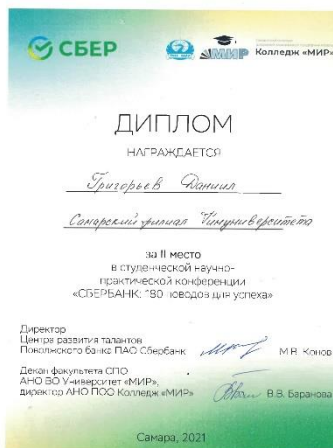 СБЕР
МИР
Колледж «МИР»
ДИПЛОМ
НАГРАЖДАЕТСЯ
Григорьев Даниил
Самарский филиал Финуниверситета
за II место
в студенческой научно-
практической конференции
«СБЕРБАНК: 180 поводов для успеха»
Директор
Центра развития талантов
Поволжского банка ПАО Сбербанк
М.Я. Конов
Декан факультета СПО
АНО ВО Университет «МИР»,
директор АНО ПОО Колледж «МИР»
В.В. Баранова
Самара, 2021